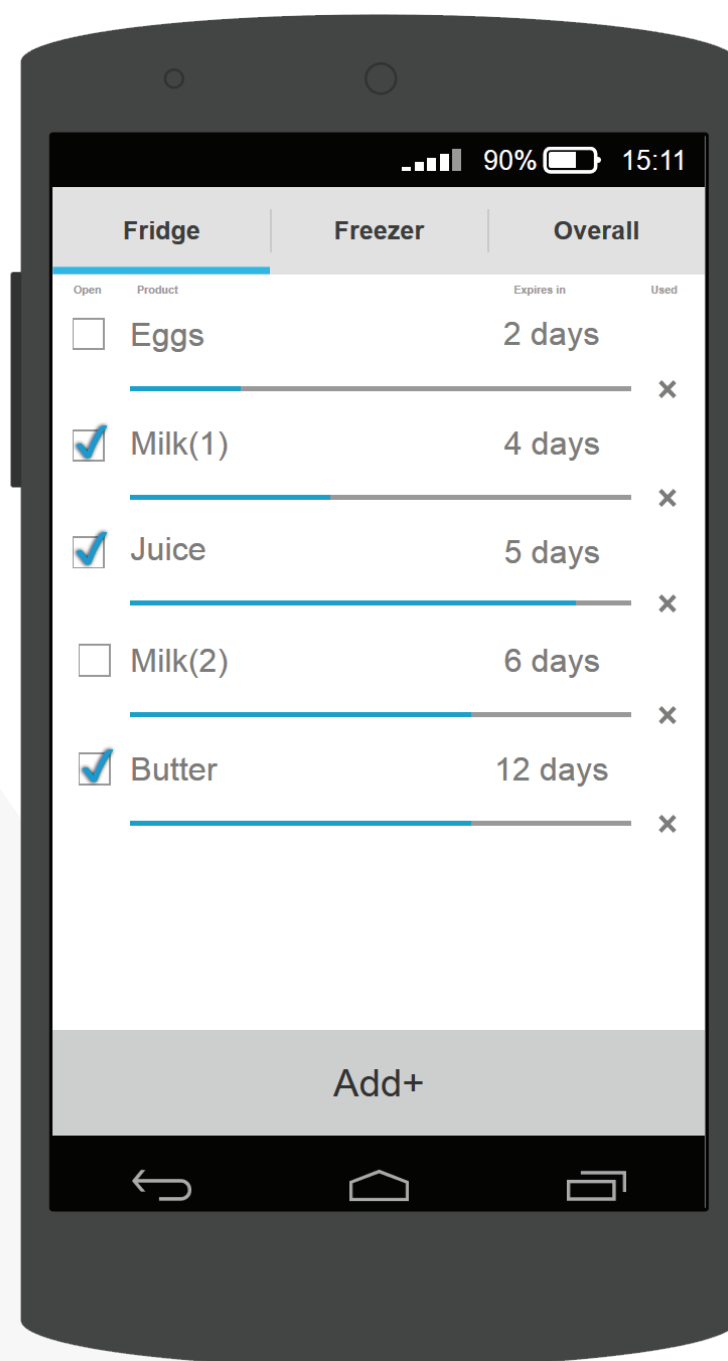 90% 15:11
Fridge Freezer Overall
Open Product Expires in Used
Eggs 2 days
Milk(1) 4 days
Juice 5 days
Milk(2) 6 days
Butter 12 days
Add+